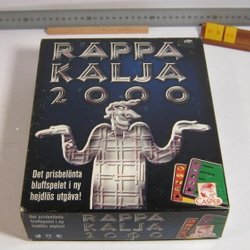 RAPPA
KALJA
2000
Det prisbelönta
bluffspelet i ny
hejdlös utgåva!
CASPER
Det prisbelönta
bluffspelet i ny
hejdlös utgåva!
RAPPA
KALJA
2000
CASPER